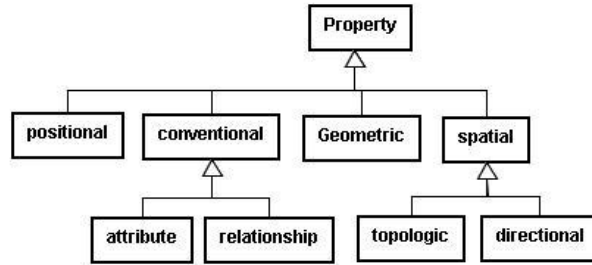 Property
positional
conventional
Geometric
spatial
attribute
relationship
topologic
directional